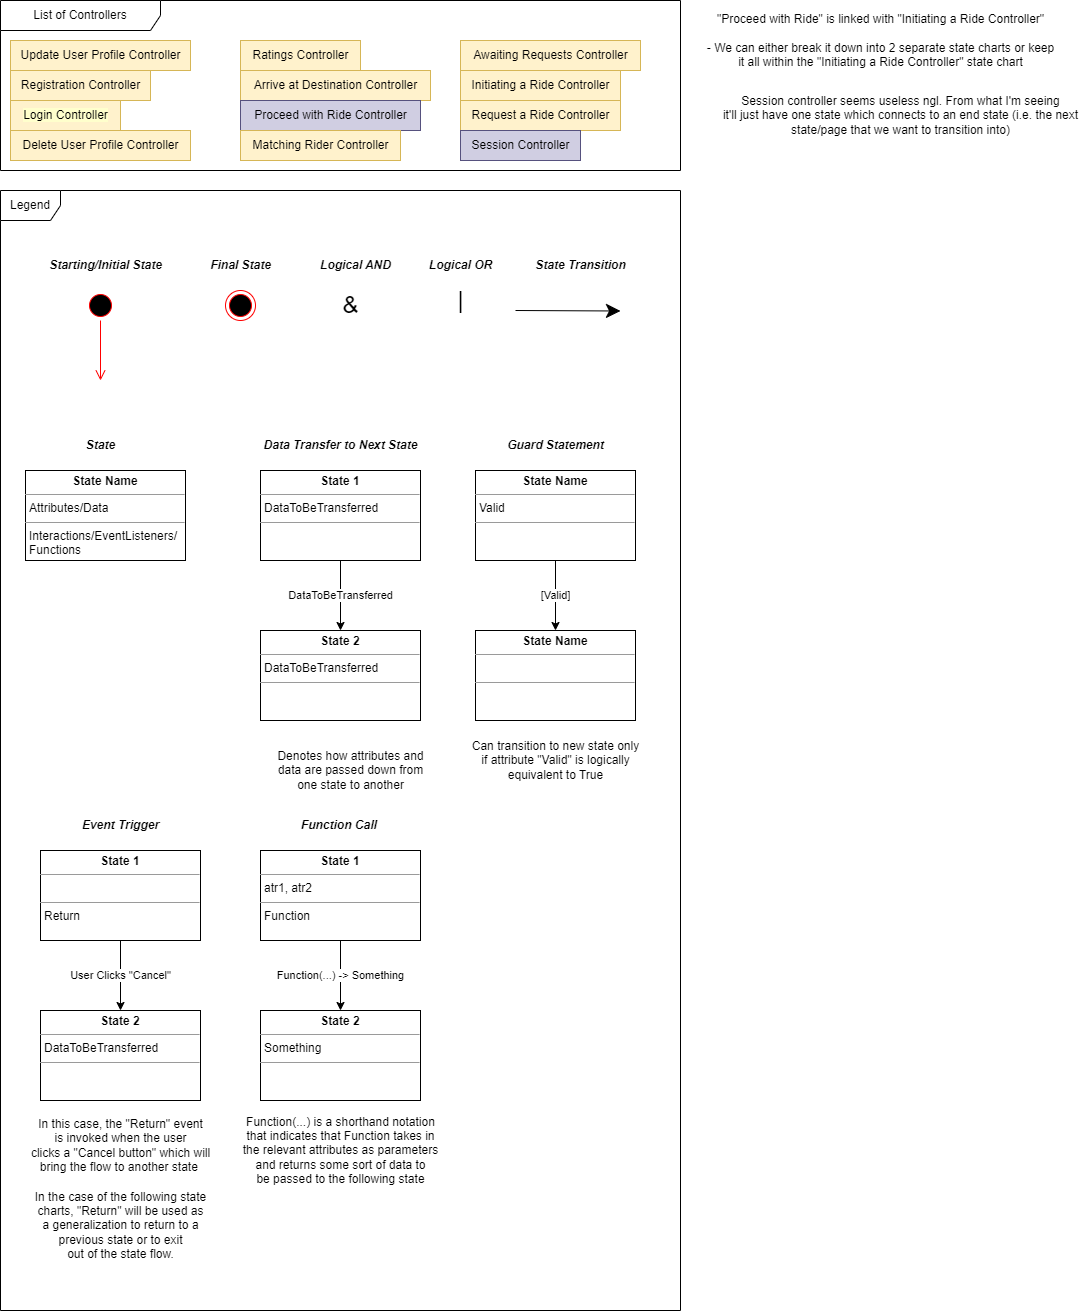 List of Controllers
Update User Profile Controller
Ratings Controller
Awaiting Requests Controller
Registration Controller
Arrive at Destination Controller
Initiating a Ride Controller
Login Controller
Proceed with Ride Controller
Request a Ride Controller
Delete User Profile Controller
Matching Rider Controller
Session Controller
"Proceed with Ride" is linked with "Initiating a Ride Controller"
- We can either break it down into 2 separate state charts or keep
it all within the "Initiating a Ride Controller" state chart
Session controller seems useless ngl. From what I'm seeing
it'll just have one state which connects to an end state (i.e. the next
state/page that we want to transition into)
Legend
Starting/Initial State
Final State
Logical AND
Logical OR
State Transition
&
|
State
State Name
Attributes/Data
Interactions/EventListeners/
Functions
Data Transfer to Next State
State 1
DataToBeTransferred
DataToBeTransferred
State 2
DataToBeTransferred
Denotes how attributes and
data are passed down from
one state to another
Guard Statement
State Name
Valid
[Valid]
State Name
Can transition to new state only
if attribute "Valid" is logically
equivalent to True
Event Trigger
State 1
Return
User Clicks "Cancel"
State 2
DataToBeTransferred
In this case, the "Return" event
is invoked when the user
clicks a "Cancel button" which will
bring the flow to another state
In the case of the following state
charts, "Return" will be used as
a generalization to return to a
previous state or to exit
out of the state flow.
Function Call
State 1
atr1, atr2
Function
Function(...) -> Something
State 2
Something
Function(...) is a shorthand notation
that indicates that Function takes in
the relevant attributes as parameters
and returns some sort of data to
be passed to the following state